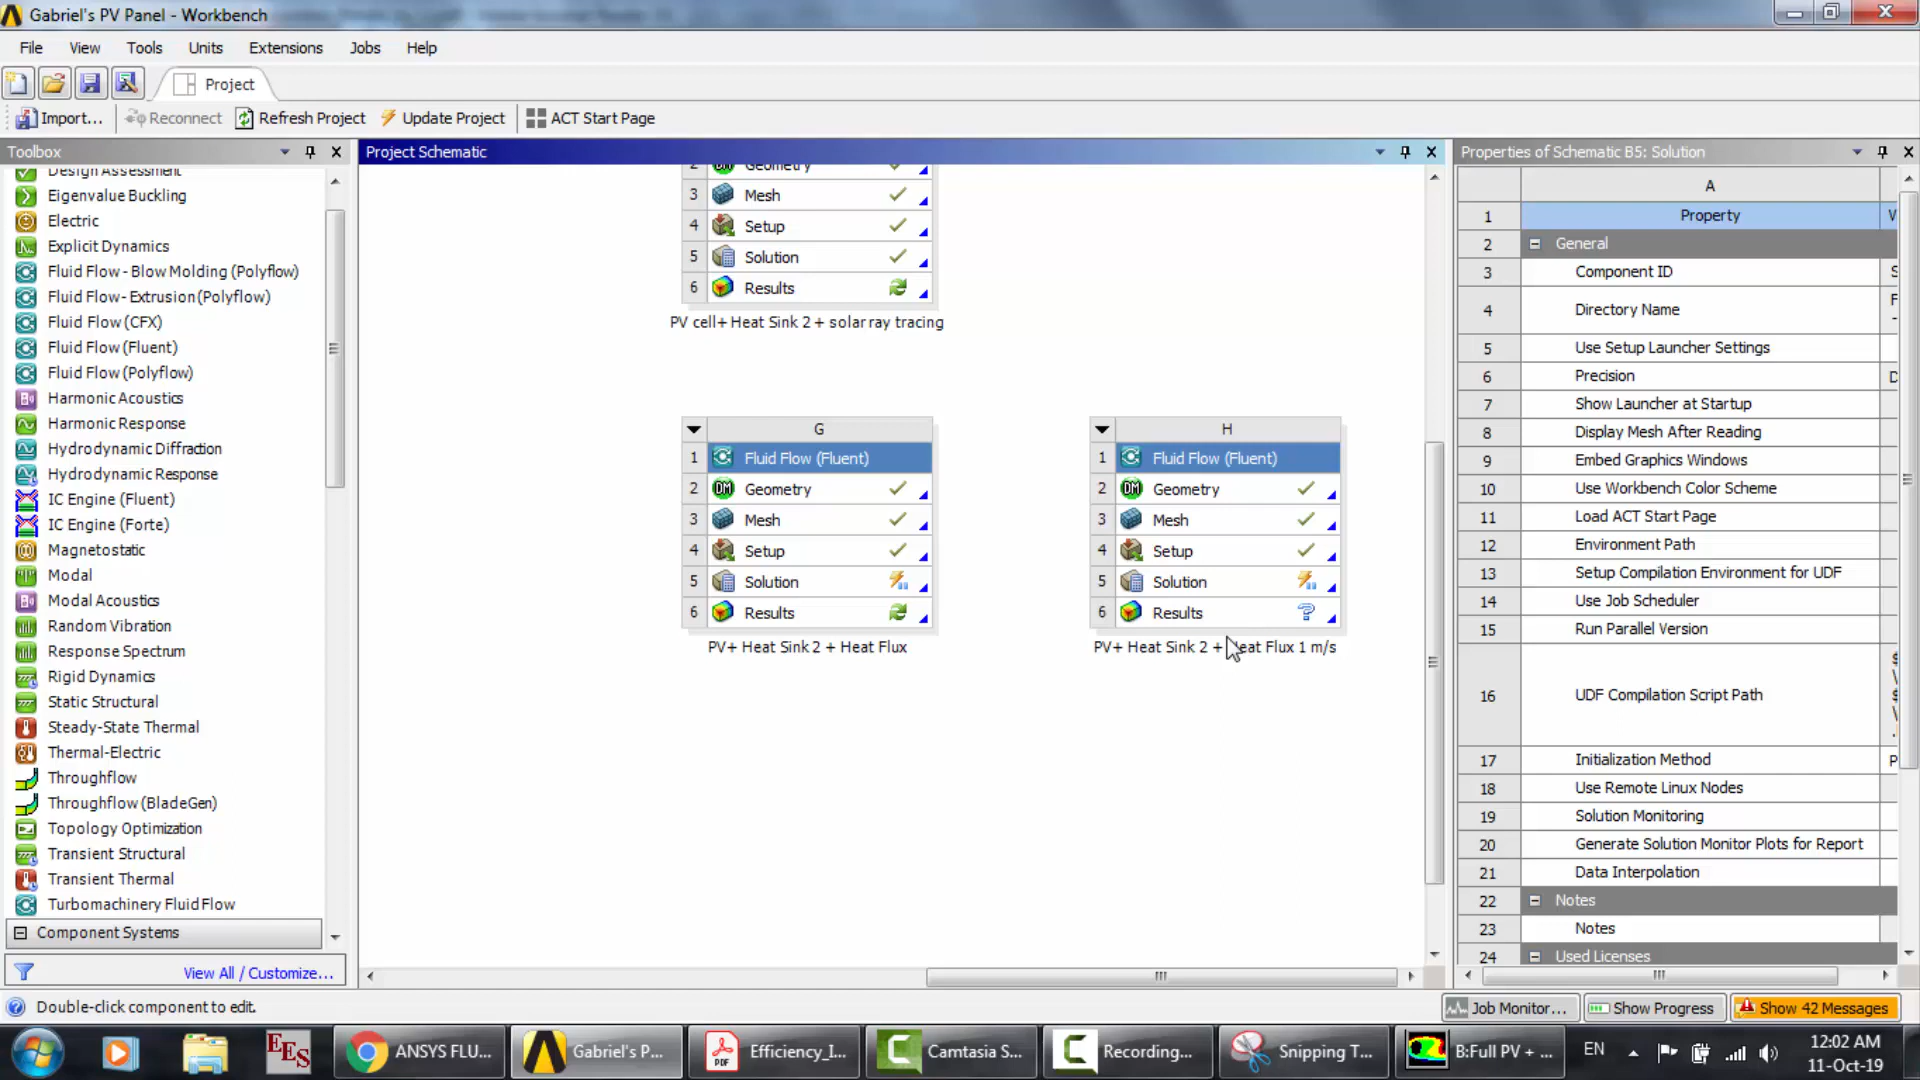 Gabriel's PV Panel - Workbench
File View Tools Units Extensions Jobs Help
Project
Import... Reconnect Refresh Project Update Project ACT Start Page
Toolbox
Design Assessment
Eigenvalue Buckling
Electric
Explicit Dynamics
Fluid Flow - Blow Molding (Polyflow)
Fluid Flow- Extrusion (Polyflow)
Fluid Flow (CFX)
Fluid Flow (Fluent)
Fluid Flow (Polyflow)
Harmonic Acoustics
Harmonic Response
Hydrodynamic Diffraction
Hydrodynamic Response
IC Engine (Fluent)
IC Engine (Forte)
Magnetostatic
Modal
Modal Acoustics
Random Vibration
Response Spectrum
Rigid Dynamics
Static Structural
Steady-State Thermal
Thermal-Electric
Throughflow
Throughflow (BladeGen)
Topology Optimization
Transient Structural
Transient Thermal
Turbomachinery Fluid Flow
Component Systems
View All / Customize...
Project Schematic
2 Geometry
3 Mesh
4 Setup
5 Solution
6 Results
PV cell+ Heat Sink 2 + solar ray tracing
G
1 Fluid Flow (Fluent)
2 DM Geometry
3 Mesh
4 Setup
5 Solution
6 Results
PV+ Heat Sink 2 + Heat Flux
H
1 Fluid Flow (Fluent)
2 DM Geometry
3 Mesh
4 Setup
5 Solution
6 Results
PV+ Heat Sink 2 + Heat Flux 1 m/s
Properties of Schematic B5: Solution
A
1 Property V
2 General
3 Component ID S
4 Directory Name F
5 Use Setup Launcher Settings
6 Precision D
7 Show Launcher at Startup
8 Display Mesh After Reading
9 Embed Graphics Windows
10 Use Workbench Color Scheme
11 Load ACT Start Page
12 Environment Path
13 Setup Compilation Environment for UDF
14 Use Job Scheduler
15 Run Parallel Version
16 UDF Compilation Script Path
17 Initialization Method P
18 Use Remote Linux Nodes
19 Solution Monitoring
20 Generate Solution Monitor Plots for Report
21 Data Interpolation
22 Notes
23 Notes
24 Used Licenses
Double-click component to edit.
Job Monitor... Show Progress Show 42 Messages
EES
ANSYS FLU...
Gabriel's P...
PDF
Efficiency_I...
Camtasia S...
Recording...
Snipping T...
B:Full PV + ...
EN
12:02 AM
11-Oct-19